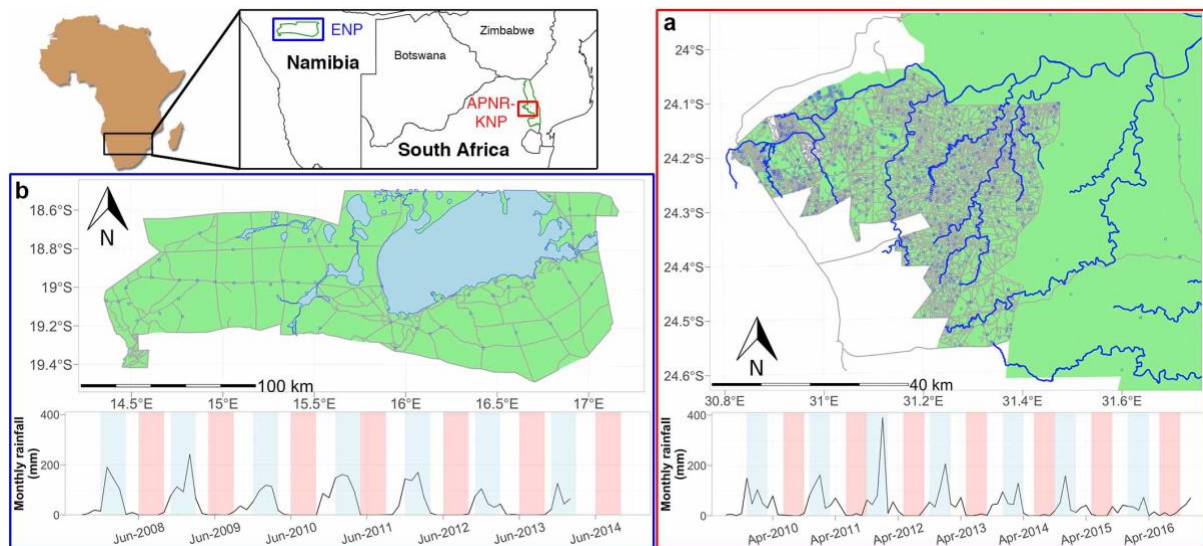 ENP
Namibia
Botswana
Zimbabwe
APNR-
KNP
South Africa
a
24°S
24.1°S
24.2°S
24.3°S
24.4°S
24.5°S
24.6°S
N
40 km
30.8°E
31°E
31.2°E
31.4°E
31.6°E
Monthly rainfall
(mm)
400
200
0
Apr-2010
Apr-2011
Apr-2012
Apr-2013
Apr-2014
Apr-2015
Apr-2016
b
18.6°S
18.8°S
19°S
19.2°S
19.4°S
N
100 km
14.5°E
15°E
15.5°E
16°E
16.5°E
17°E
Monthly rainfall
(mm)
400
200
0
Jun-2008
Jun-2009
Jun-2010
Jun-2011
Jun-2012
Jun-2013
Jun-2014